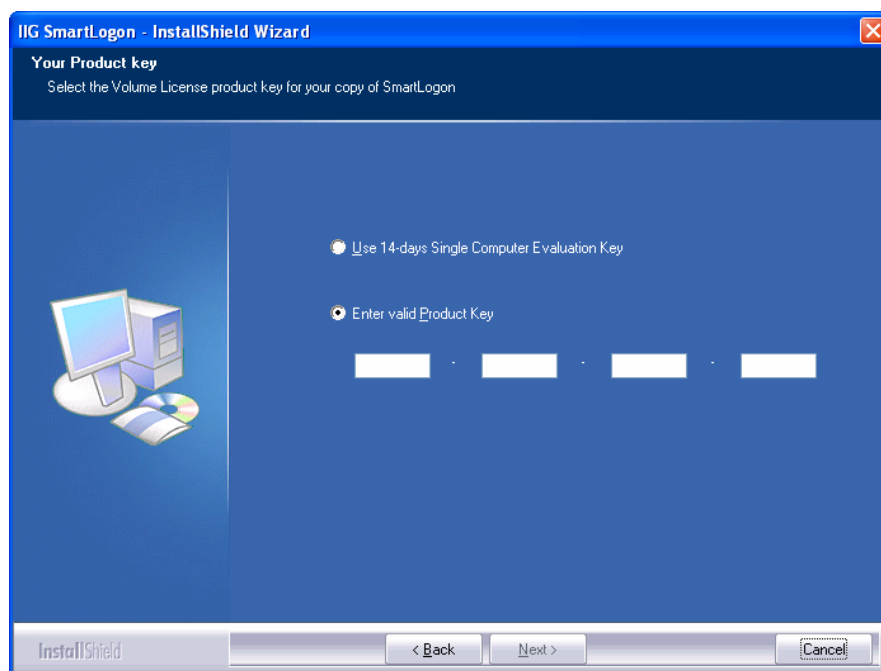 IIG SmartLogon - InstallShield Wizard
Your Product key
Select the Volume License product key for your copy of SmartLogon
Use 14-days Single Computer Evaluation Key
Enter valid Product Key
- - -
InstallShield
< Back Next > Cancel